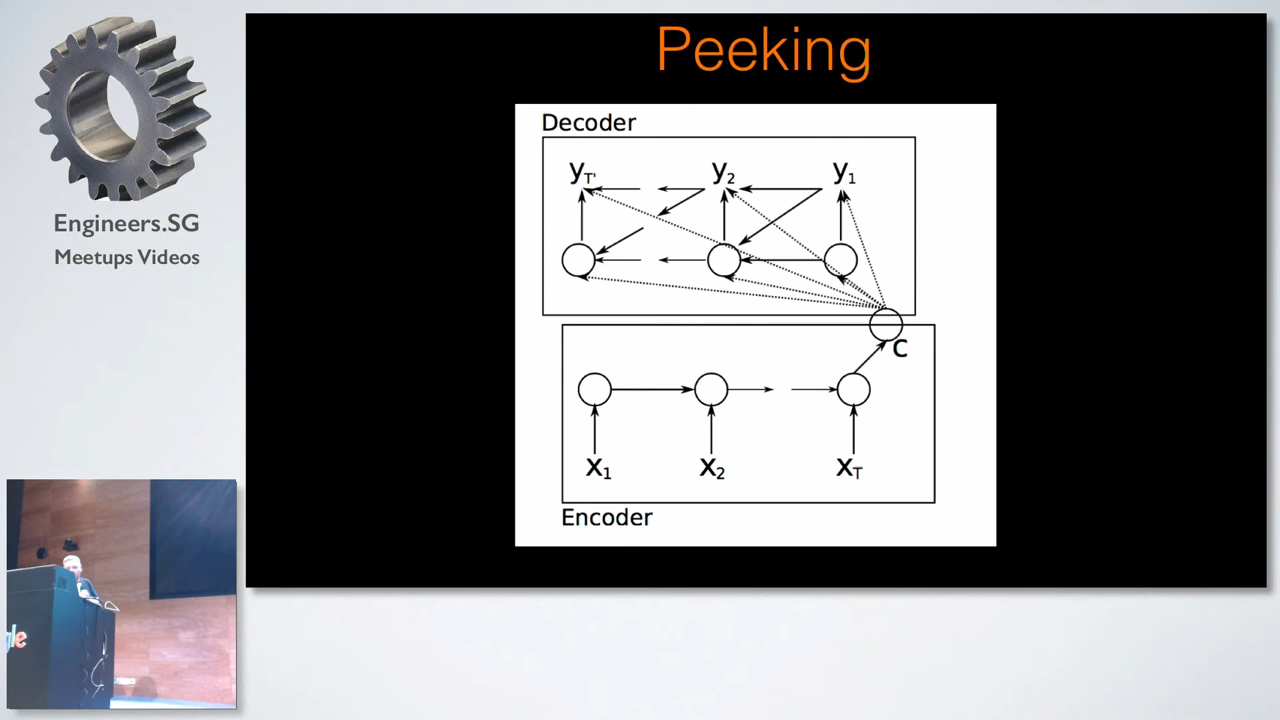 Peeking
Engineers.SG
Meetups Videos
Decoder
yT' y2 y1
c
x1 x2 xT
Encoder